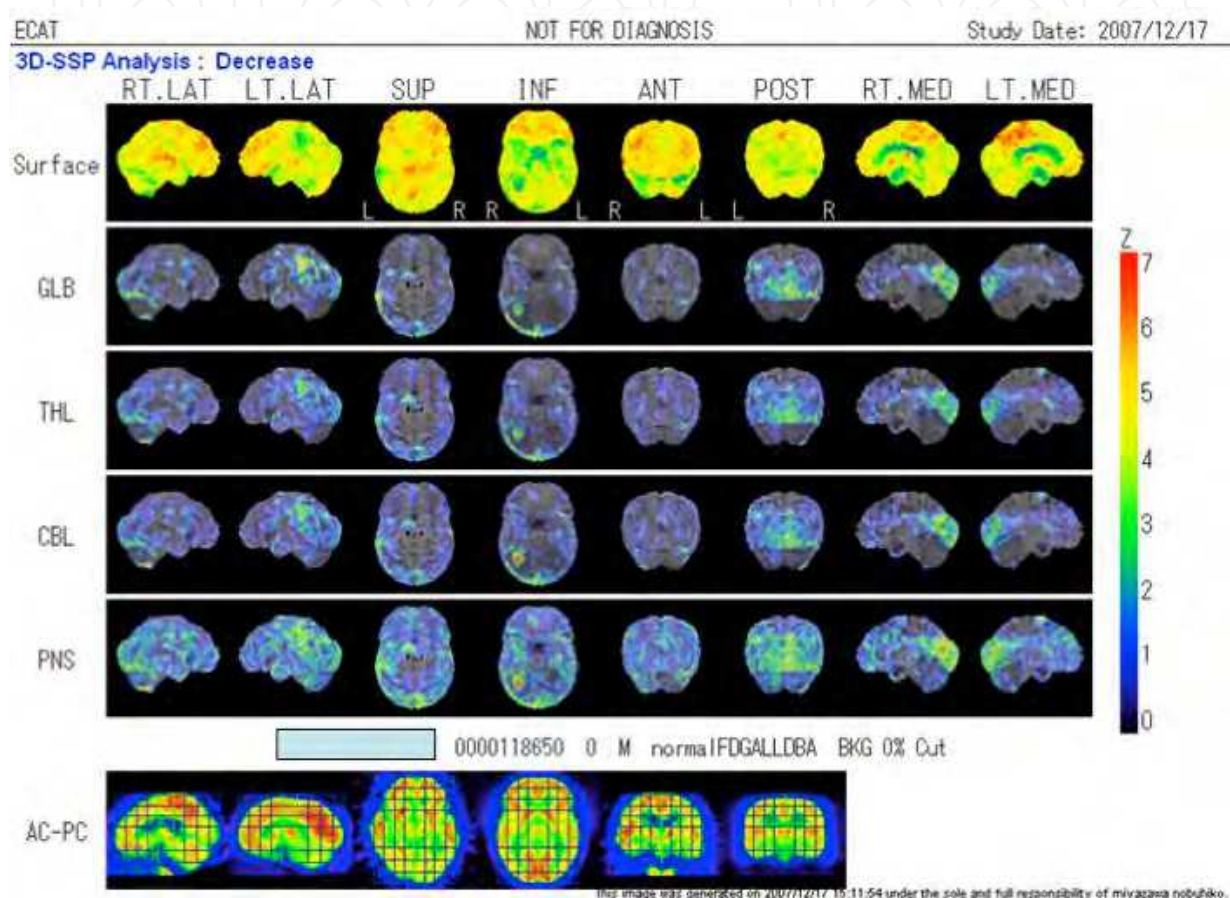 ECAT NOT FOR DIAGNOSIS Study Date: 2007/12/17
3D-SSP Analysis : Decrease
RT.LAT LT.LAT SUP INF ANT POST RT.MED LT.MED
Surface
L R R L R L L R
Z
7
GLB
6
5
THL
4
3
CBL
2
1
PNS
0
0000118650 0 M normalFDGALLDBA BKG 0% Cut
AC-PC
This image was generated on 2007/12/17 15:11:54 under the sole and full responsibility of miyazawa nobuhiko.